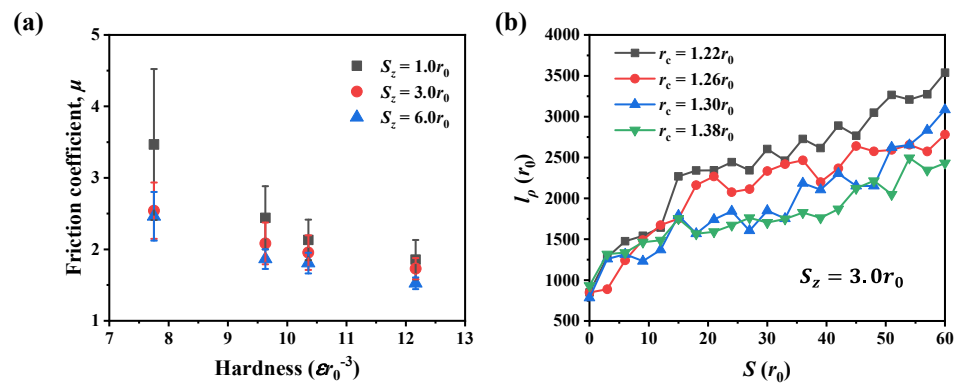 (a)
5
4
3
2
1
Friction coefficient, μ
S_z = 1.0r_0
S_z = 3.0r_0
S_z = 6.0r_0
7 8 9 10 11 12 13
Hardness (εr_0^-3)
(b)
4000
3500
3000
2500
2000
1500
1000
500
l_ρ (r_0)
r_c = 1.22r_0
r_c = 1.26r_0
r_c = 1.30r_0
r_c = 1.38r_0
S_z = 3.0r_0
0 10 20 30 40 50 60
S (r_0)